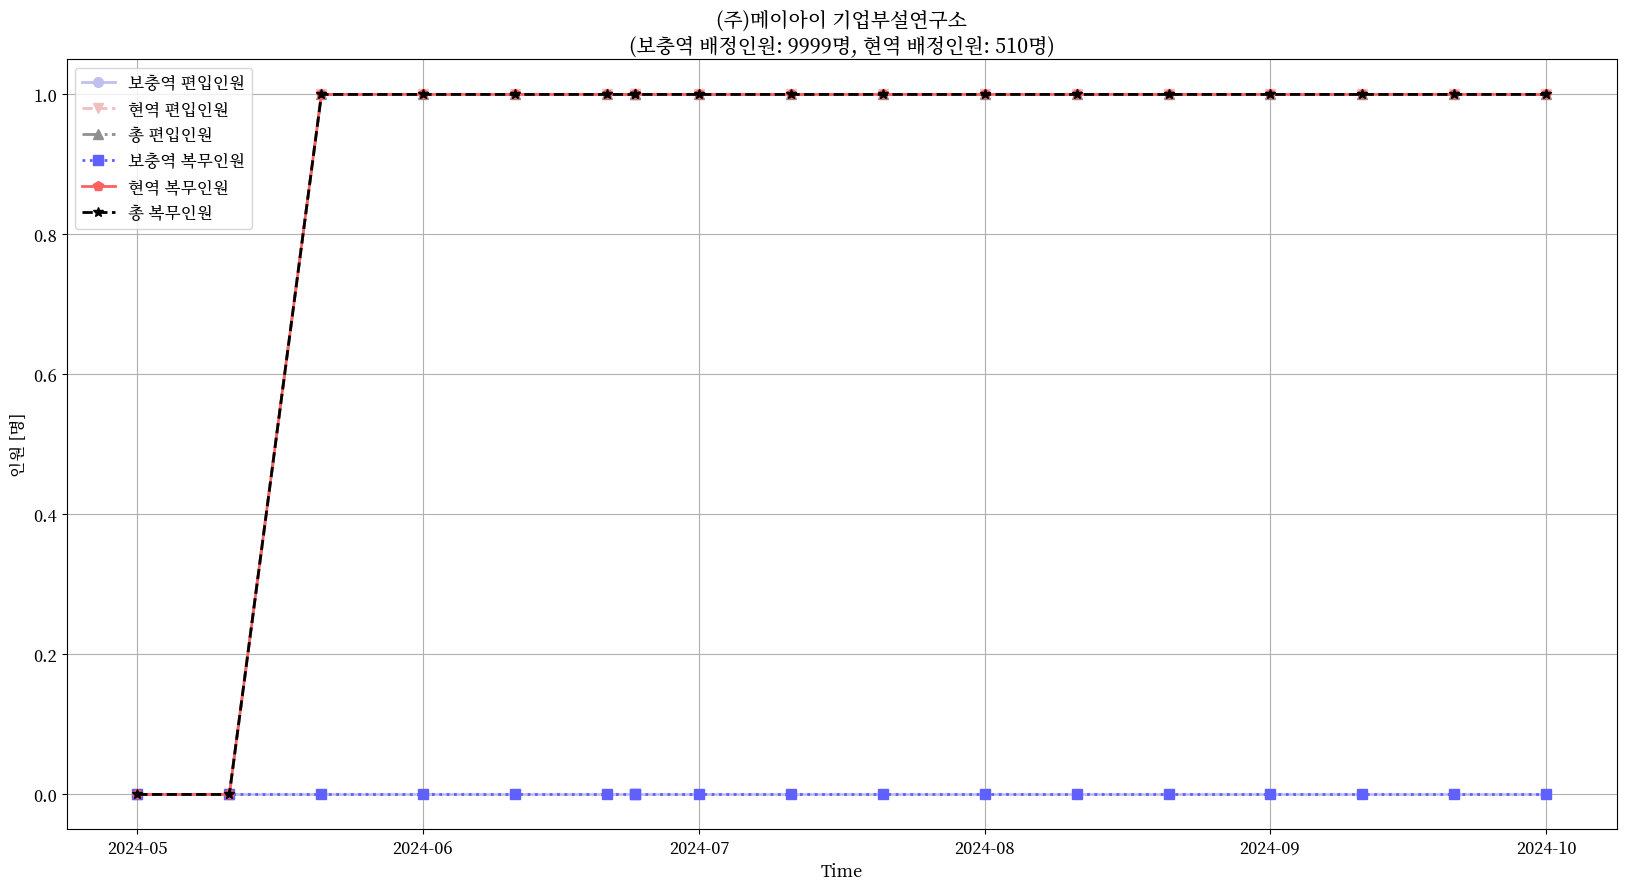 (주)메이아이 기업부설연구소
(보충역 배정인원: 9999명, 현역 배정인원: 510명)
보충역 편입인원
현역 편입인원
총 편입인원
보충역 복무인원
현역 복무인원
총 복무인원
인원 [명]
1.0
0.8
0.6
0.4
0.2
0.0
2024-05 2024-06 2024-07 2024-08 2024-09 2024-10
Time